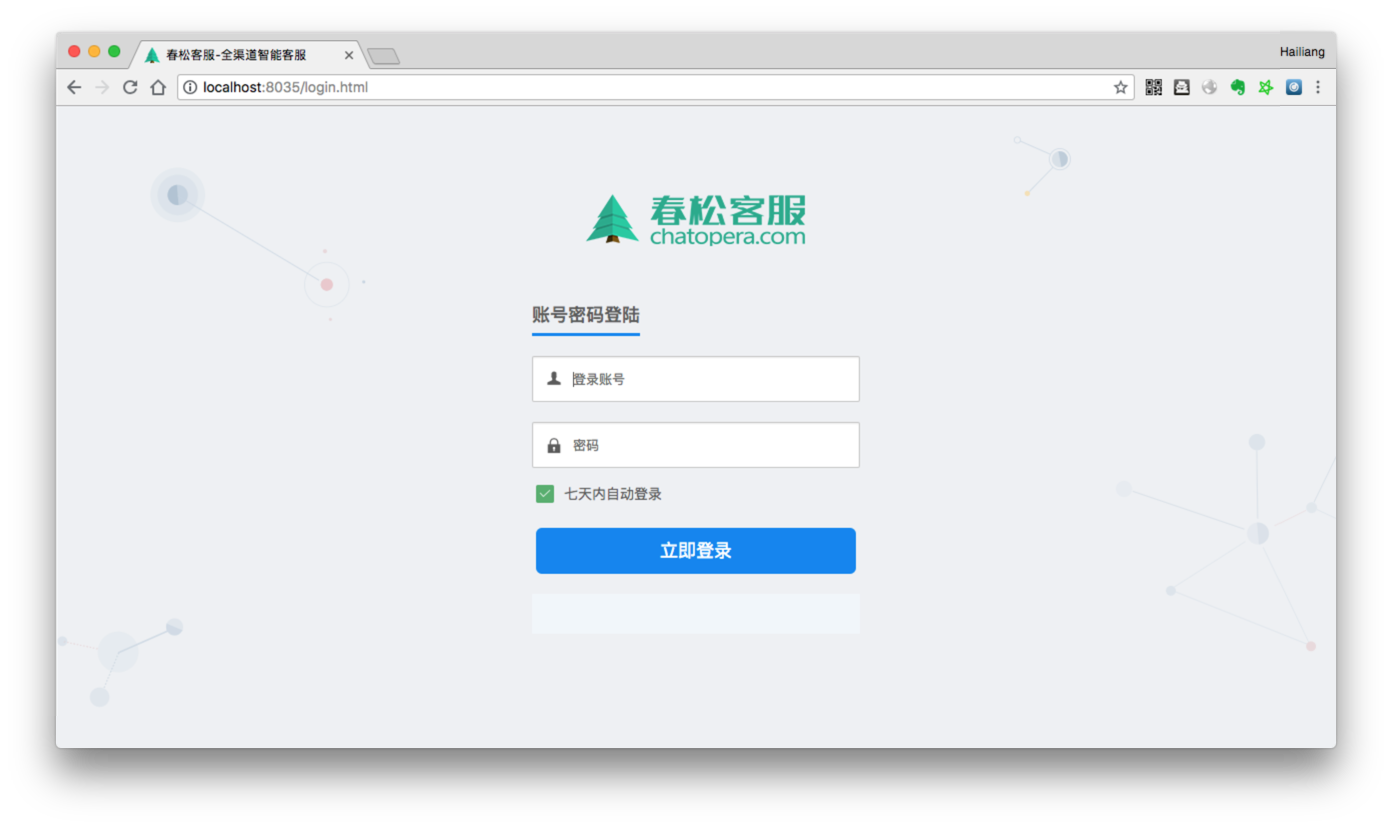 春松客服-全渠道智能客服
Hailiang
localhost:8035/login.html
春松客服
chatopera.com
账号密码登陆
登录账号
密码
七天内自动登录
立即登录